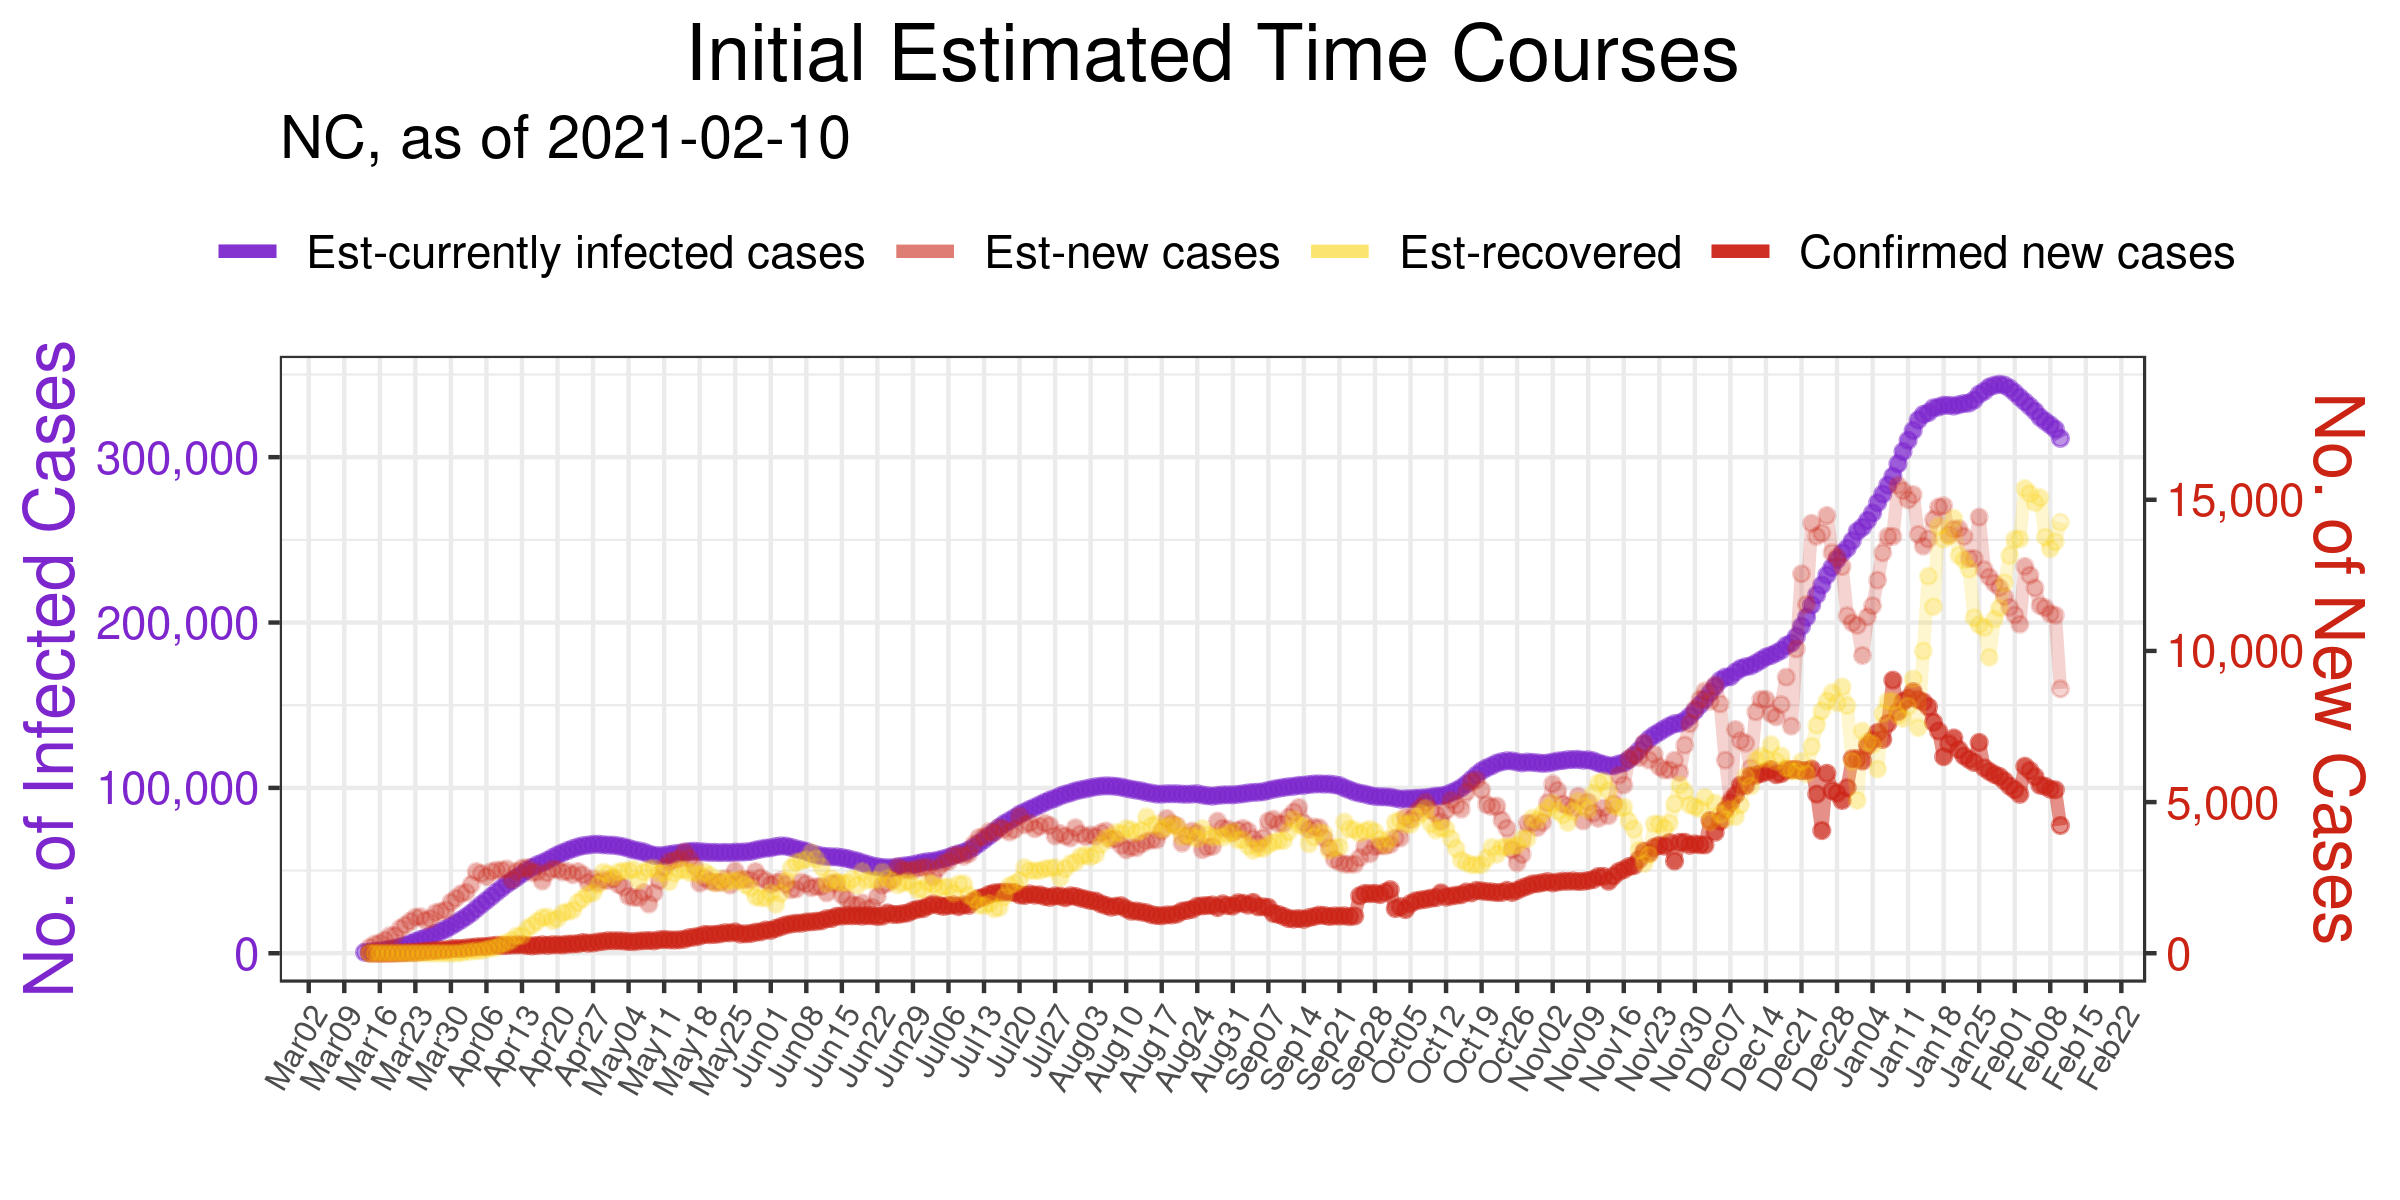 Initial Estimated Time Courses
NC, as of 2021-02-10
Est-currently infected cases Est-new cases Est-recovered Confirmed new cases
No. of Infected Cases
300,000
200,000
100,000
0
15,000
10,000
5,000
0
No. of New Cases
Mar02 Mar09 Mar16 Mar23 Mar30 Apr06 Apr13 Apr20 Apr27 May04 May11 May18 May25 Jun01 Jun08 Jun15 Jun22 Jun29 Jul06 Jul13 Jul20 Jul27 Aug03 Aug10 Aug17 Aug24 Aug31 Sep07 Sep14 Sep21 Sep28 Oct05 Oct12 Oct19 Oct26 Nov02 Nov09 Nov16 Nov23 Nov30 Dec07 Dec14 Dec21 Dec28 Jan04 Jan11 Jan18 Jan25 Feb01 Feb08 Feb15 Feb22